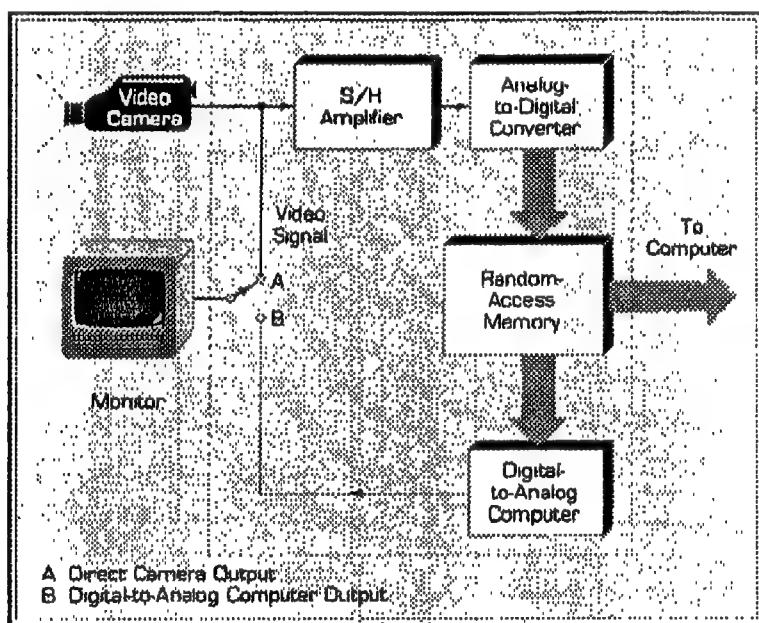 Video
Camera
S/H
Amplifier
Analog-
to-Digital
Converter
Video
Signal
A
B
To
Computer
Random-
Access
Memory
Monitor
Digital-
to-Analog
Computer
A Direct Camera Output
B Digital-to-Analog Computer Output